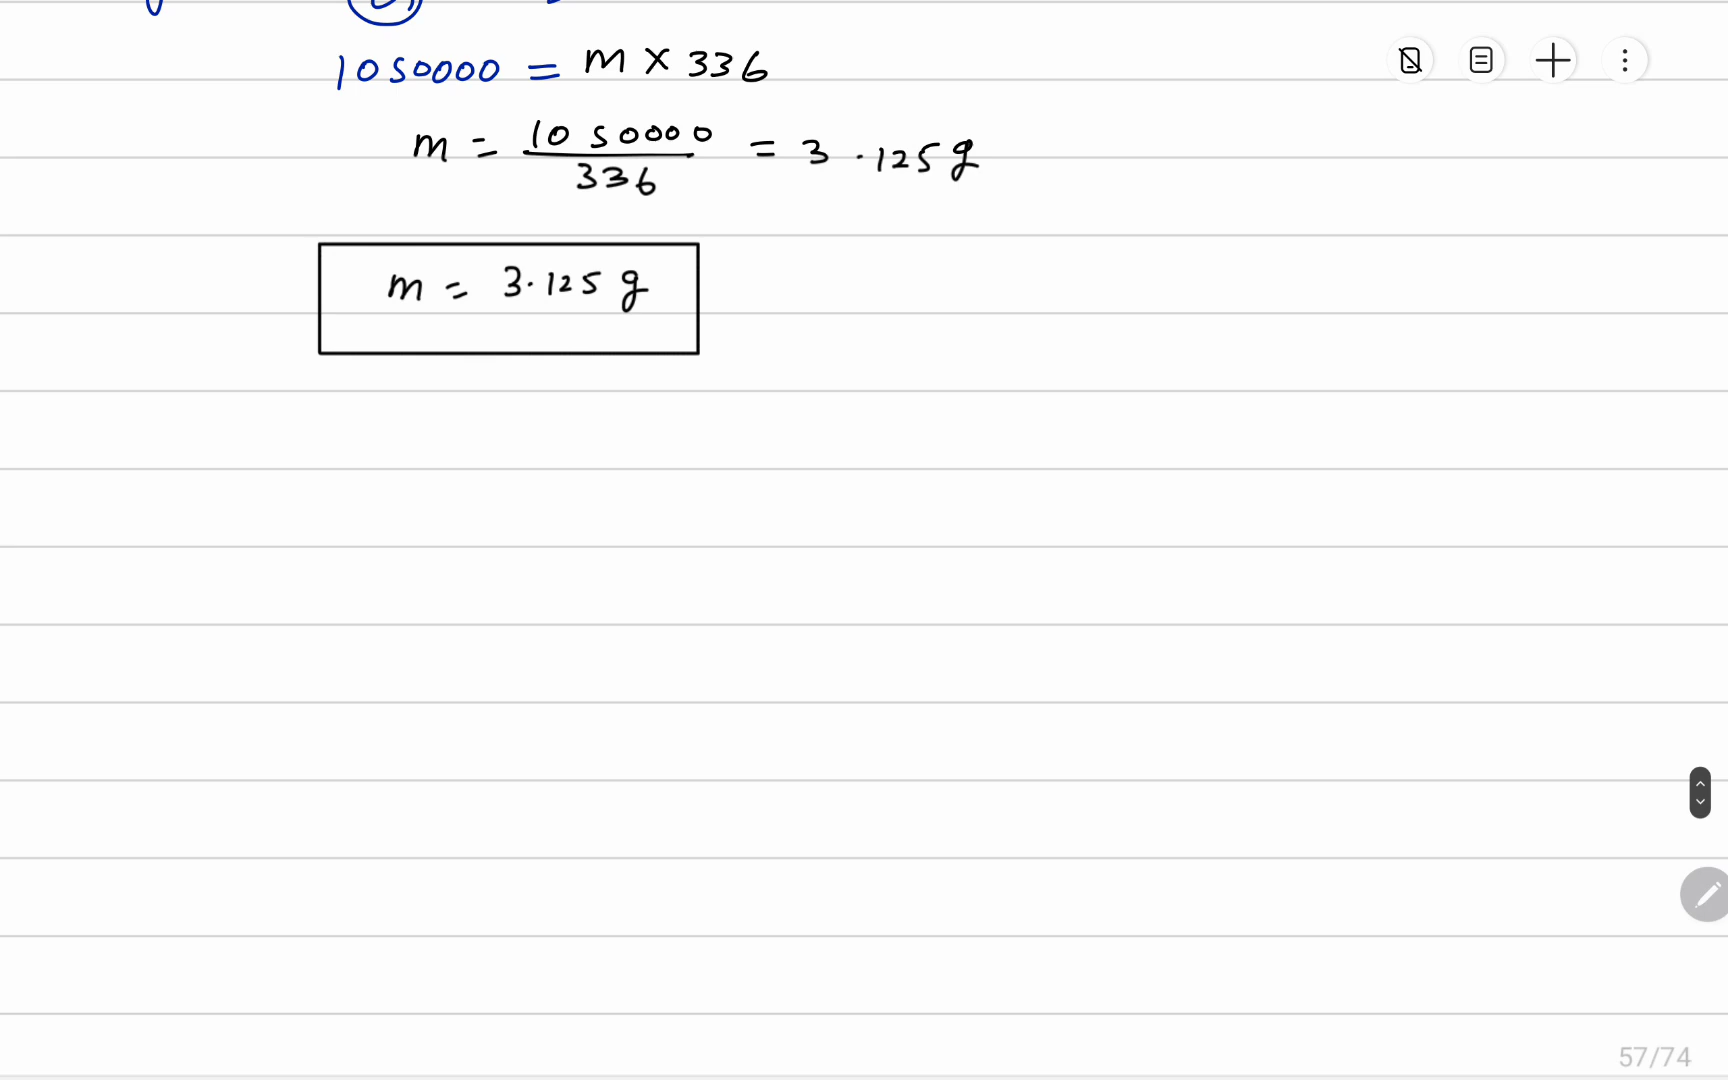 1050000 = m × 336
m = 1050000 / 336 = 3.125 g
m = 3.125 g
57/74